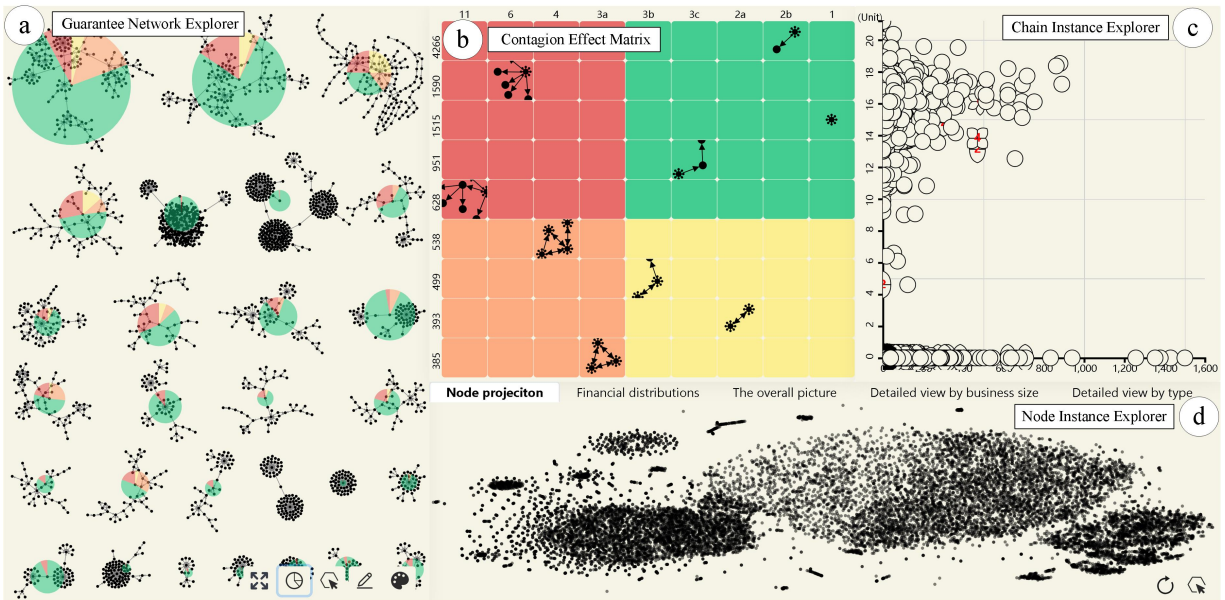 a
Guarantee Network Explorer
11 6 4 3a 3b 3c 2a 2b 1
b
Contagion Effect Matrix
4266
1590
1515
951
628
538
499
393
385
(Unit)
Chain Instance Explorer
c
20
18
16
14
12
10
8
6
4
2
0
4
2
2
1,200
1,400
1,600
Node projeciton
Financial distributions
The overall picture
Detailed view by business size
Detailed view by type
Node Instance Explorer
d